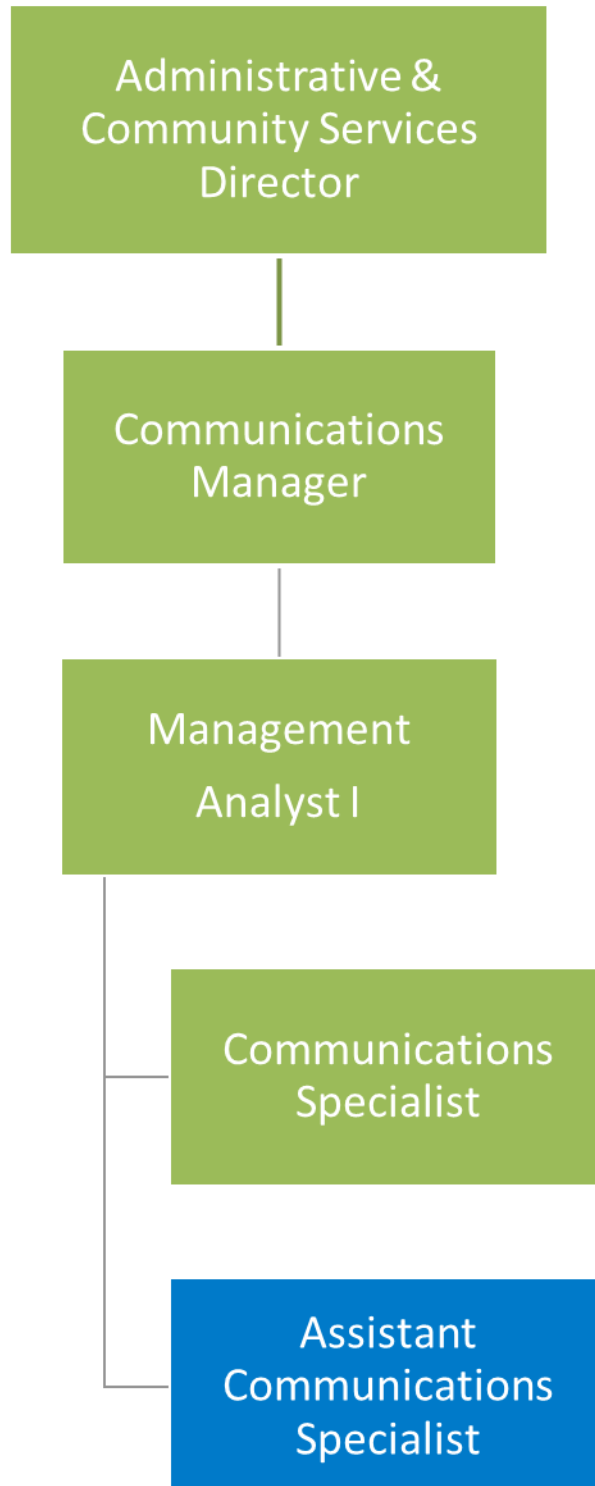 Administrative &
Community Services
Director
Communications
Manager
Management
Analyst I
Communications
Specialist
Assistant
Communications
Specialist